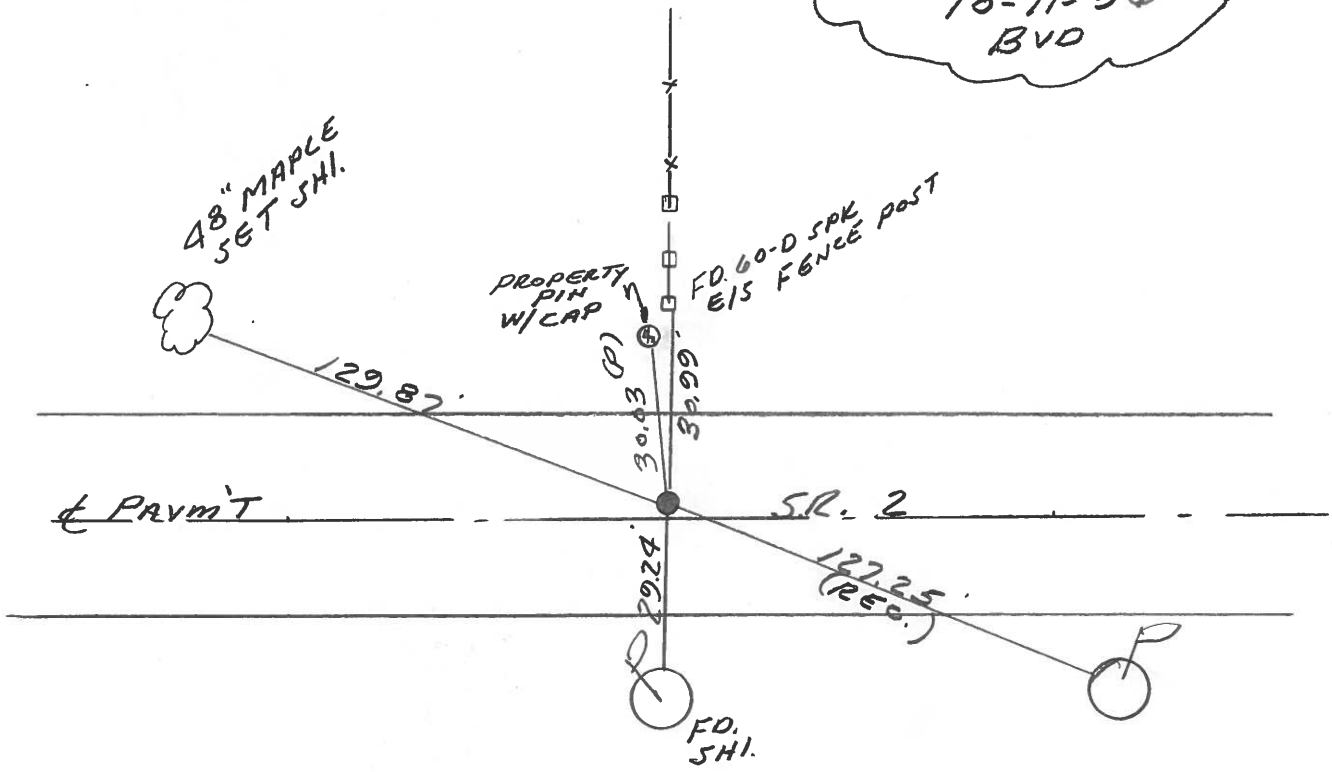 BVD
48" MAPLE
SET SHI.
PROPERTY
PIN
W/CAP
FD. 60-D SPK
E/S FENCE POST
129.87'
30.03 (P)
30.99'
℄ PAVM'T
S.R. 2
29.24'
127.25
(REC.)
FD.
SHI.